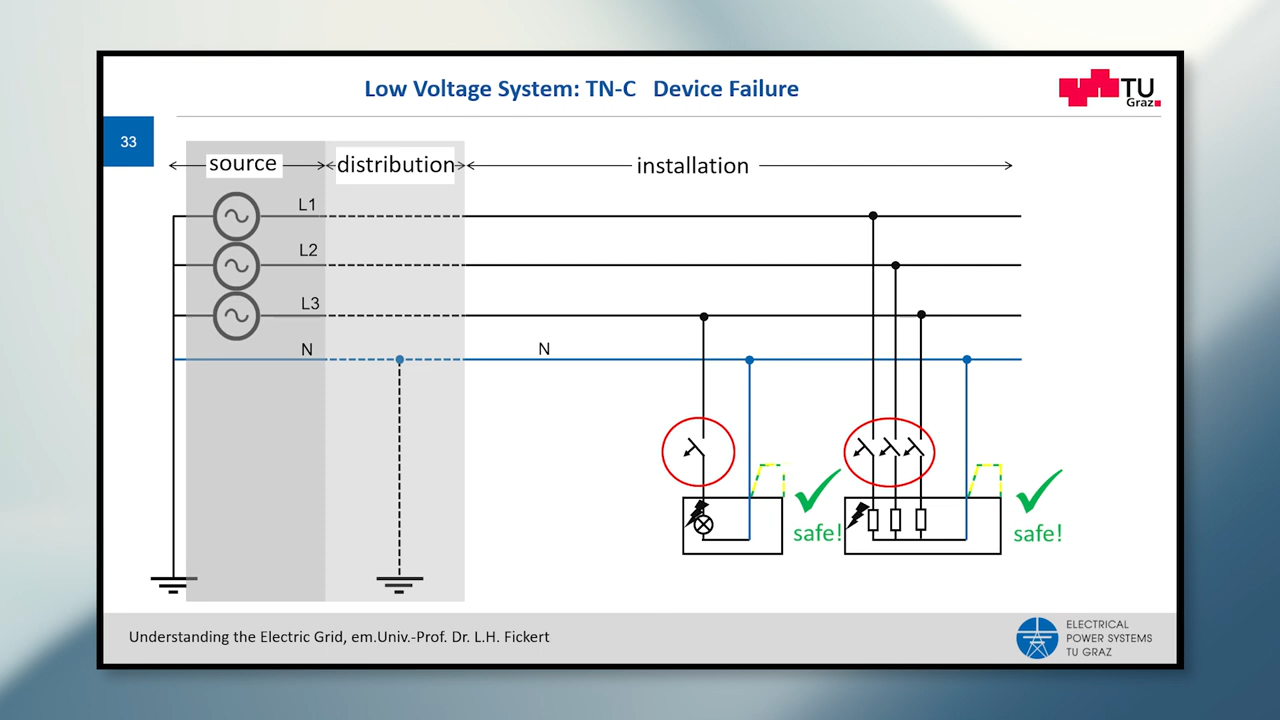 Low Voltage System: TN-C Device Failure
TU
Graz
33
source
distribution
installation
L1
L2
L3
N
N
safe!
safe!
Understanding the Electric Grid, em.Univ.-Prof. Dr. L.H. Fickert
ELECTRICAL
POWER SYSTEMS
TU GRAZ